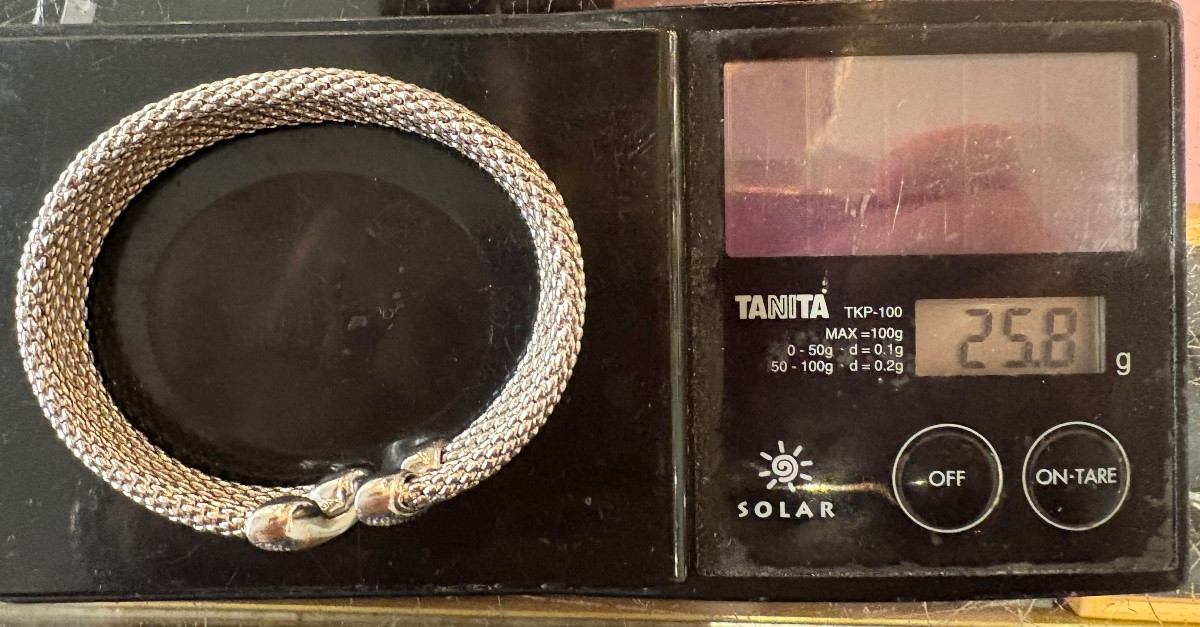 TANITA TKP-100
MAX =100g
0 - 50g · d = 0.1g
50 - 100g · d = 0.2g
25.8 g
SOLAR
OFF
ON·TARE